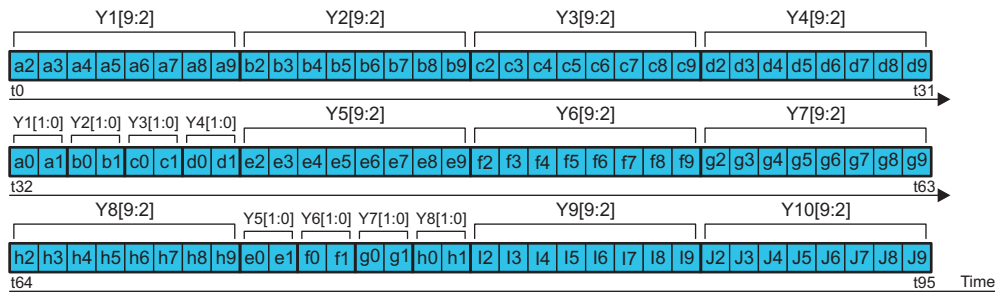 Y1[9:2] Y2[9:2] Y3[9:2] Y4[9:2]
a2 a3 a4 a5 a6 a7 a8 a9 b2 b3 b4 b5 b6 b7 b8 b9 c2 c3 c4 c5 c6 c7 c8 c9 d2 d3 d4 d5 d6 d7 d8 d9
t0 t31
Y1[1:0] Y2[1:0] Y3[1:0] Y4[1:0] Y5[9:2] Y6[9:2] Y7[9:2]
a0 a1 b0 b1 c0 c1 d0 d1 e2 e3 e4 e5 e6 e7 e8 e9 f2 f3 f4 f5 f6 f7 f8 f9 g2 g3 g4 g5 g6 g7 g8 g9
t32 t63
Y8[9:2] Y5[1:0] Y6[1:0] Y7[1:0] Y8[1:0] Y9[9:2] Y10[9:2]
h2 h3 h4 h5 h6 h7 h8 h9 e0 e1 f0 f1 g0 g1 h0 h1 I2 I3 I4 I5 I6 I7 I8 I9 J2 J3 J4 J5 J6 J7 J8 J9
t64 t95 Time